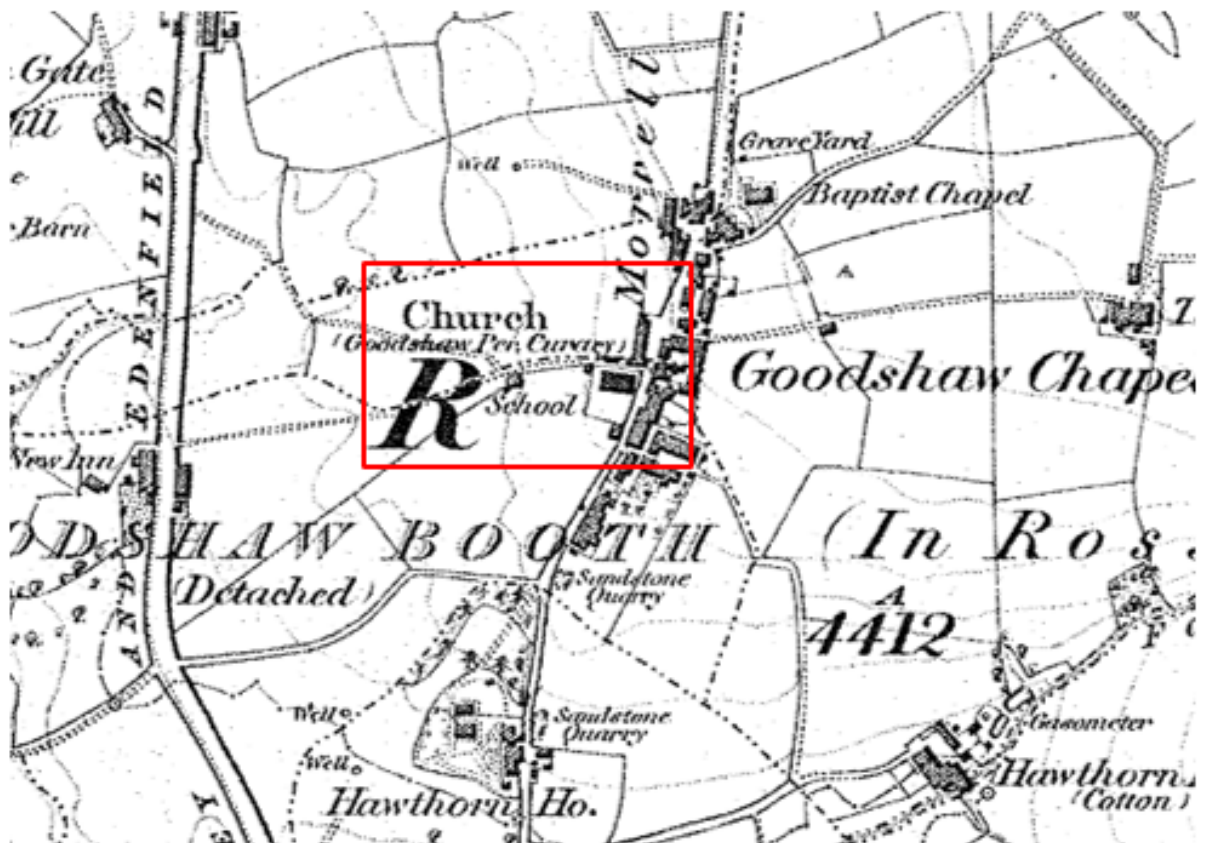 Gate
ill
Morrell
Well
Grave Yard
Baptist Chapel
e
Barn
EDENFIELD
A
Church
(Goodshaw Per. Curacy)
R
School
Goodshaw Chape
New Inn
ODSHAW BOOTH
(In Ros
(Detached)
AND
Sandstone
Quarry
A
4412
Well
Sandstone
Quarry
Gasometer
Well
Hawthorn Ho.
Hawthorn
(Cotton)